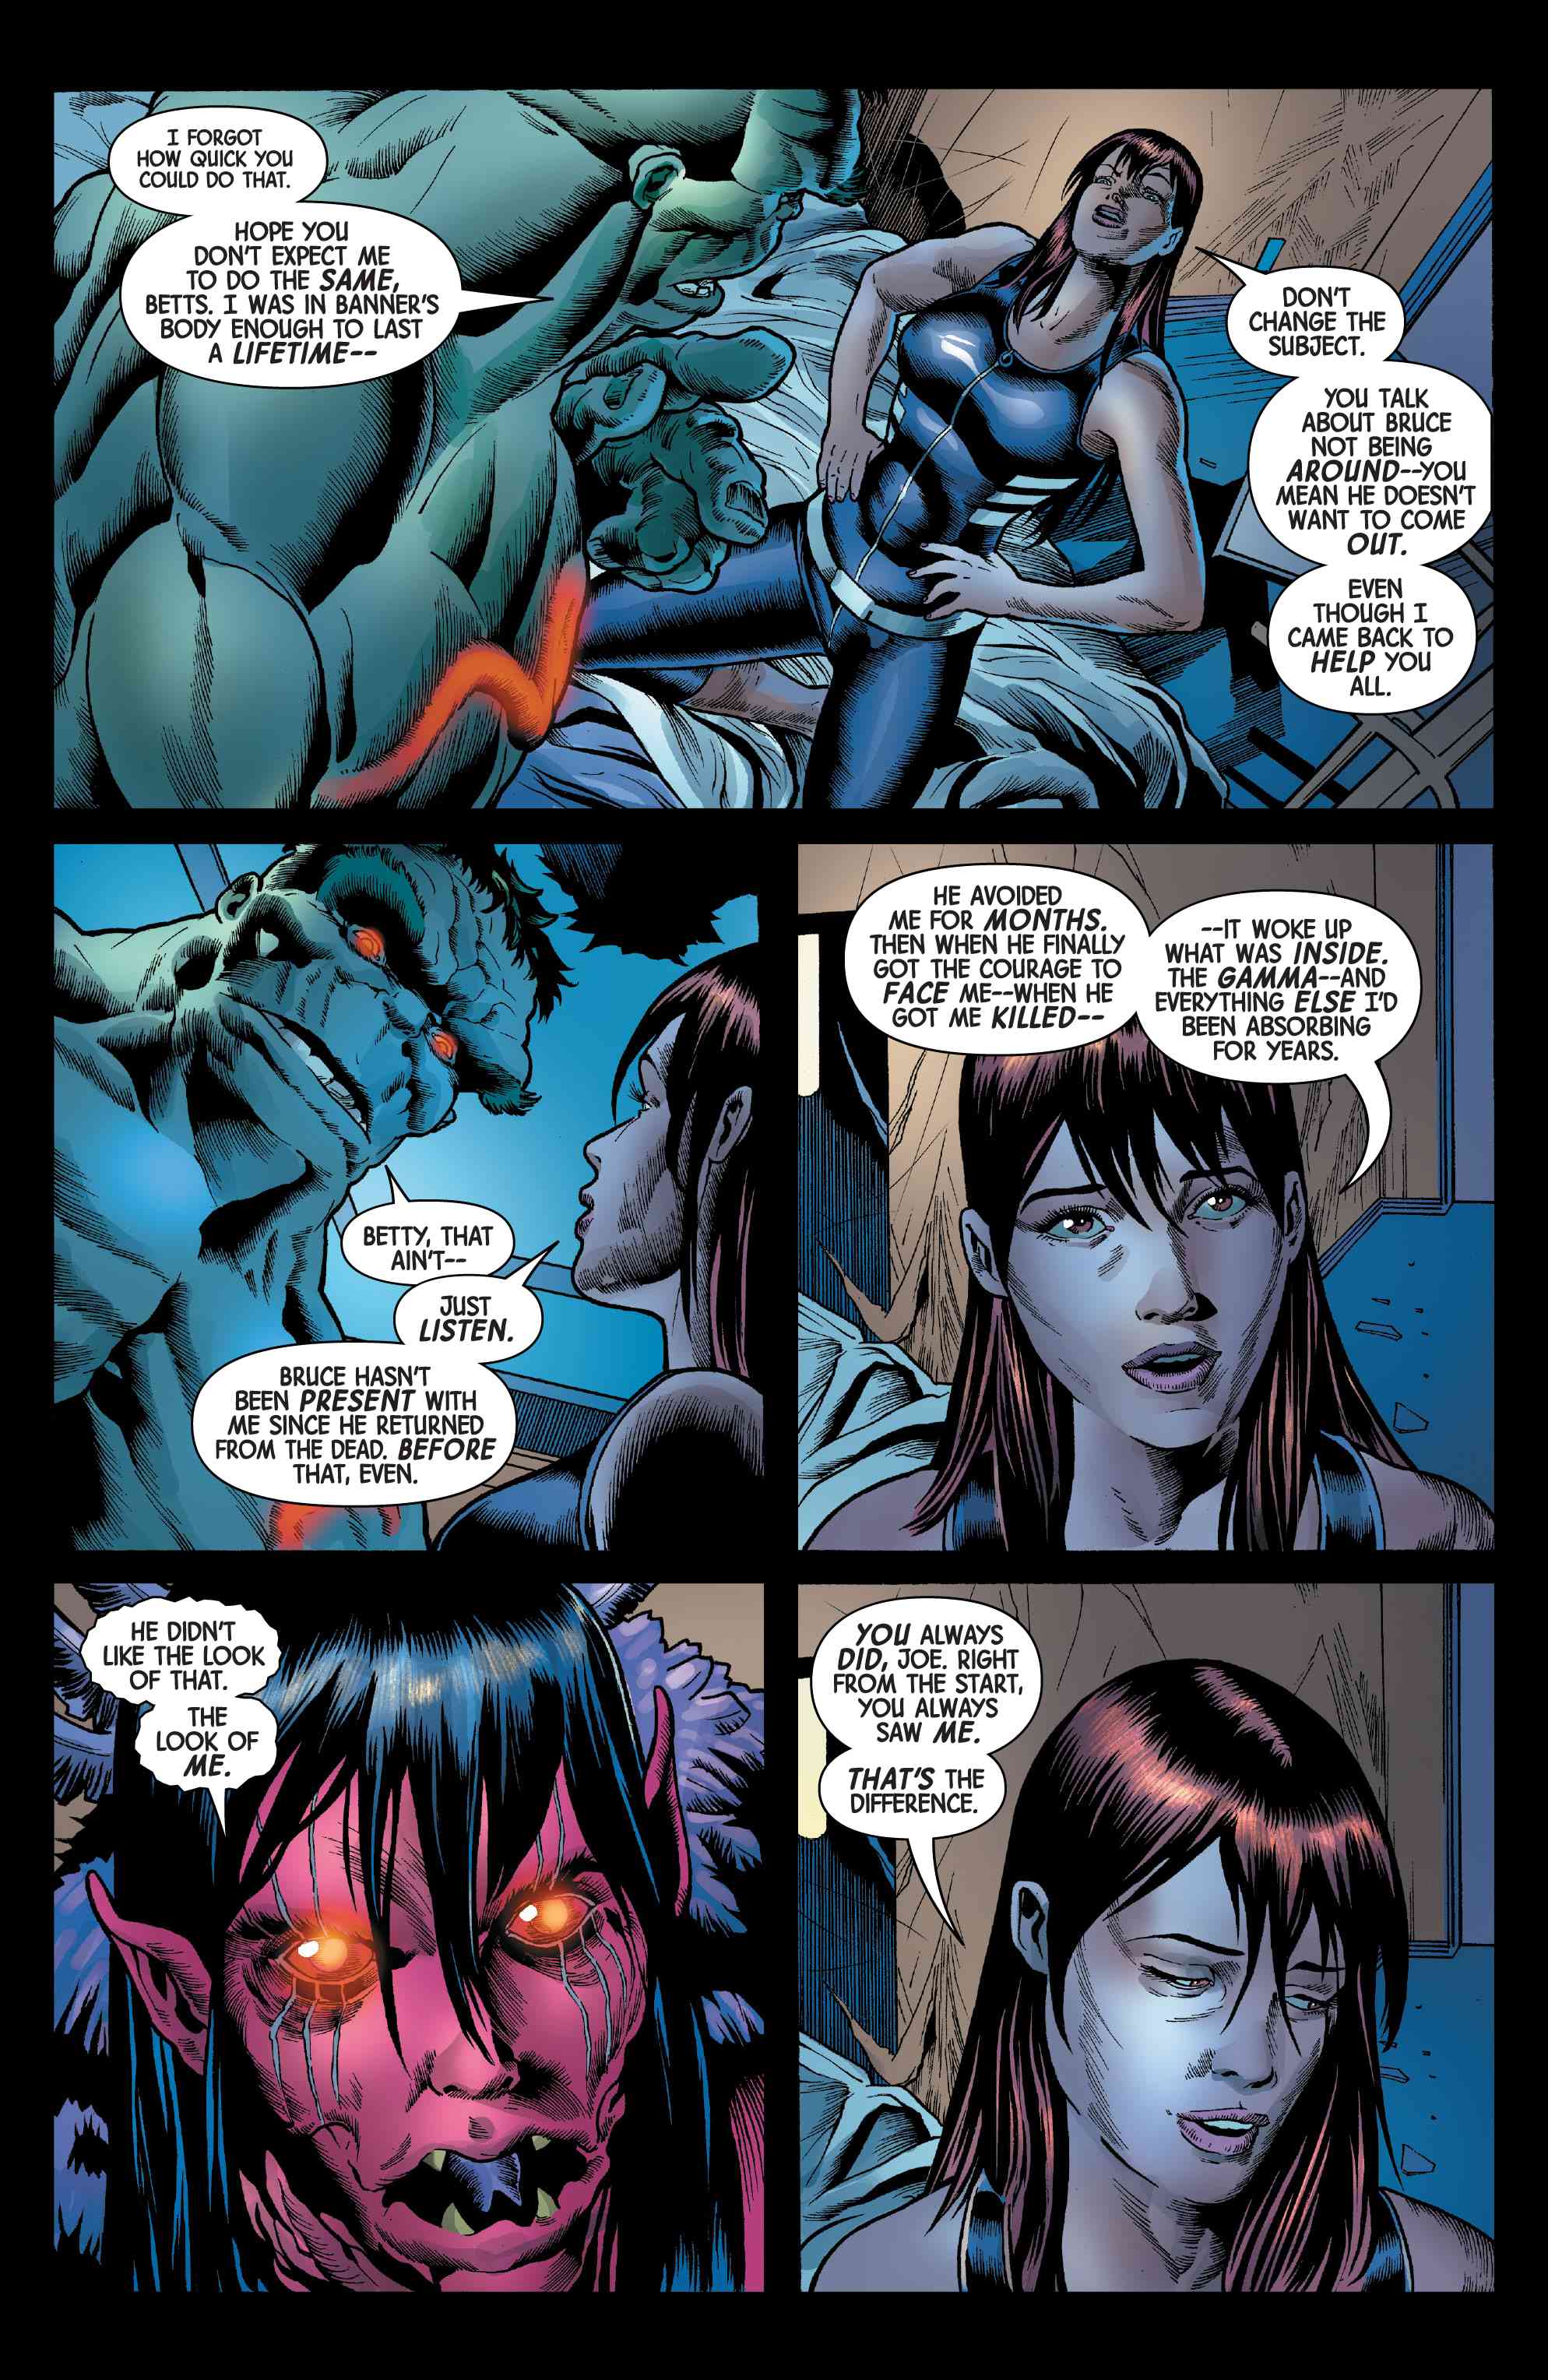 I FORGOT
HOW QUICK YOU
COULD DO THAT.
HOPE YOU
DON'T EXPECT ME
TO DO THE SAME,
BETTS. I WAS IN BANNER'S
BODY ENOUGH TO LAST
A LIFETIME--
DON'T
CHANGE THE
SUBJECT.
YOU TALK
ABOUT BRUCE
NOT BEING
AROUND--YOU
MEAN HE DOESN'T
WANT TO COME
OUT.
EVEN
THOUGH I
CAME BACK TO
HELP YOU
ALL.
BETTY, THAT
AIN'T--
JUST
LISTEN.
BRUCE HASN'T
BEEN PRESENT WITH
ME SINCE HE RETURNED
FROM THE DEAD. BEFORE
THAT, EVEN.
HE AVOIDED
ME FOR MONTHS.
THEN WHEN HE FINALLY
GOT THE COURAGE TO
FACE ME--WHEN HE
GOT ME KILLED--
--IT WOKE UP
WHAT WAS INSIDE.
THE GAMMA--AND
EVERYTHING ELSE I'D
BEEN ABSORBING
FOR YEARS.
HE DIDN'T
LIKE THE LOOK
OF THAT.
THE
LOOK OF
ME.
YOU ALWAYS
DID, JOE. RIGHT
FROM THE START,
YOU ALWAYS
SAW ME.
THAT'S THE
DIFFERENCE.